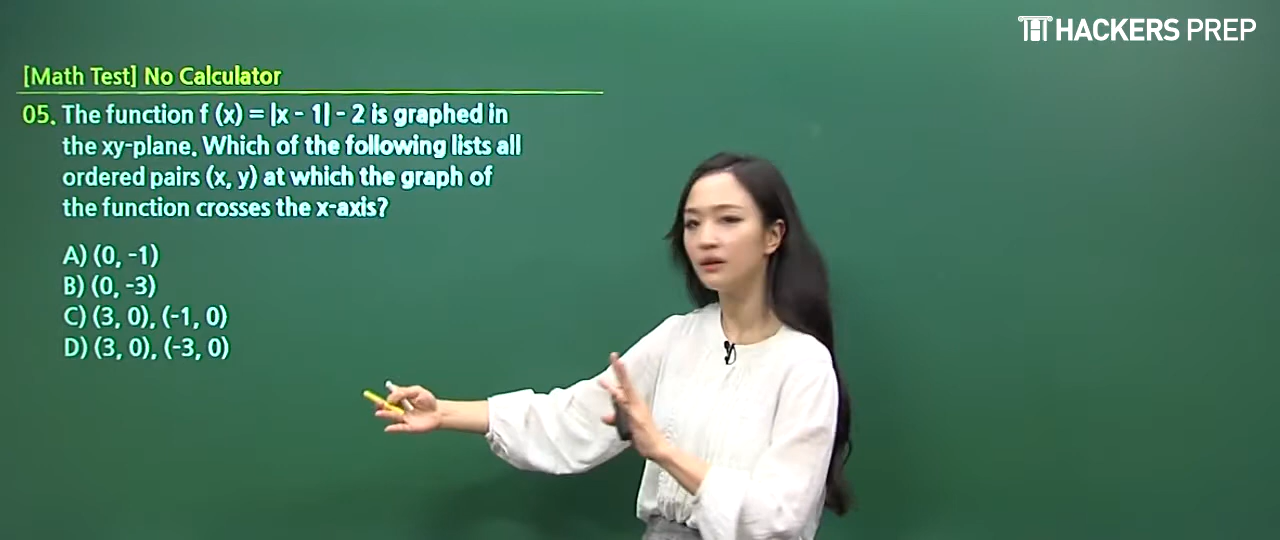 HACKERS PREP
[Math Test] No Calculator
05. The function f (x) = |x - 1| - 2 is graphed in
the xy-plane. Which of the following lists all
ordered pairs (x, y) at which the graph of
the function crosses the x-axis?
A) (0, -1)
B) (0, -3)
C) (3, 0), (-1, 0)
D) (3, 0), (-3, 0)